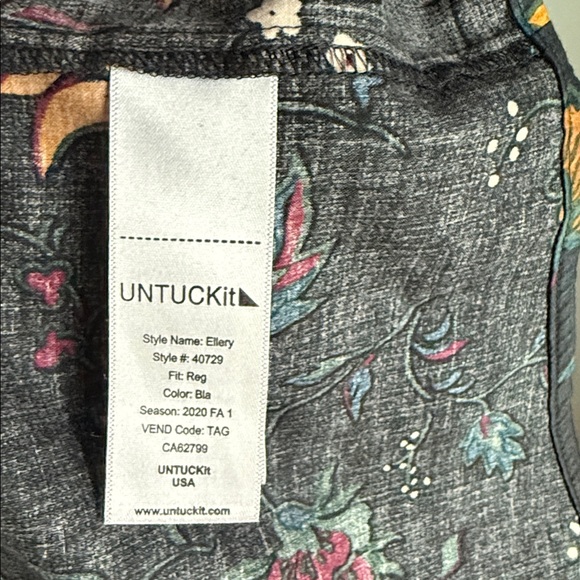 UNTUCKit
Style Name: Ellery
Style #: 40729
Fit: Reg
Color: Bla
Season: 2020 FA 1
VEND Code: TAG
CA62799
UNTUCKit
USA
www.untuckit.com